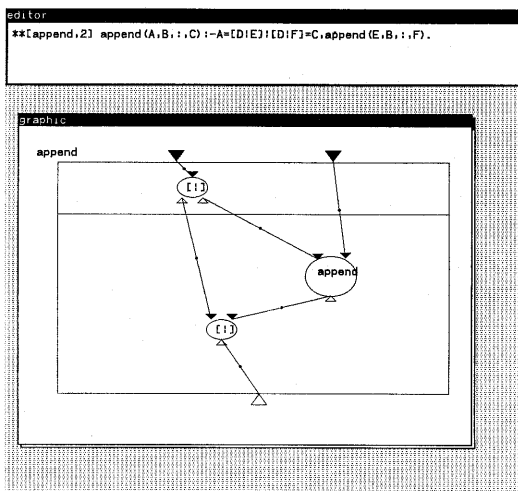 editor
**[append,2] append(A,B,:,C):-A=[D|E]|[D|F]=C,append(E,B,:,F).
graphic
append
[|]
append
[|]